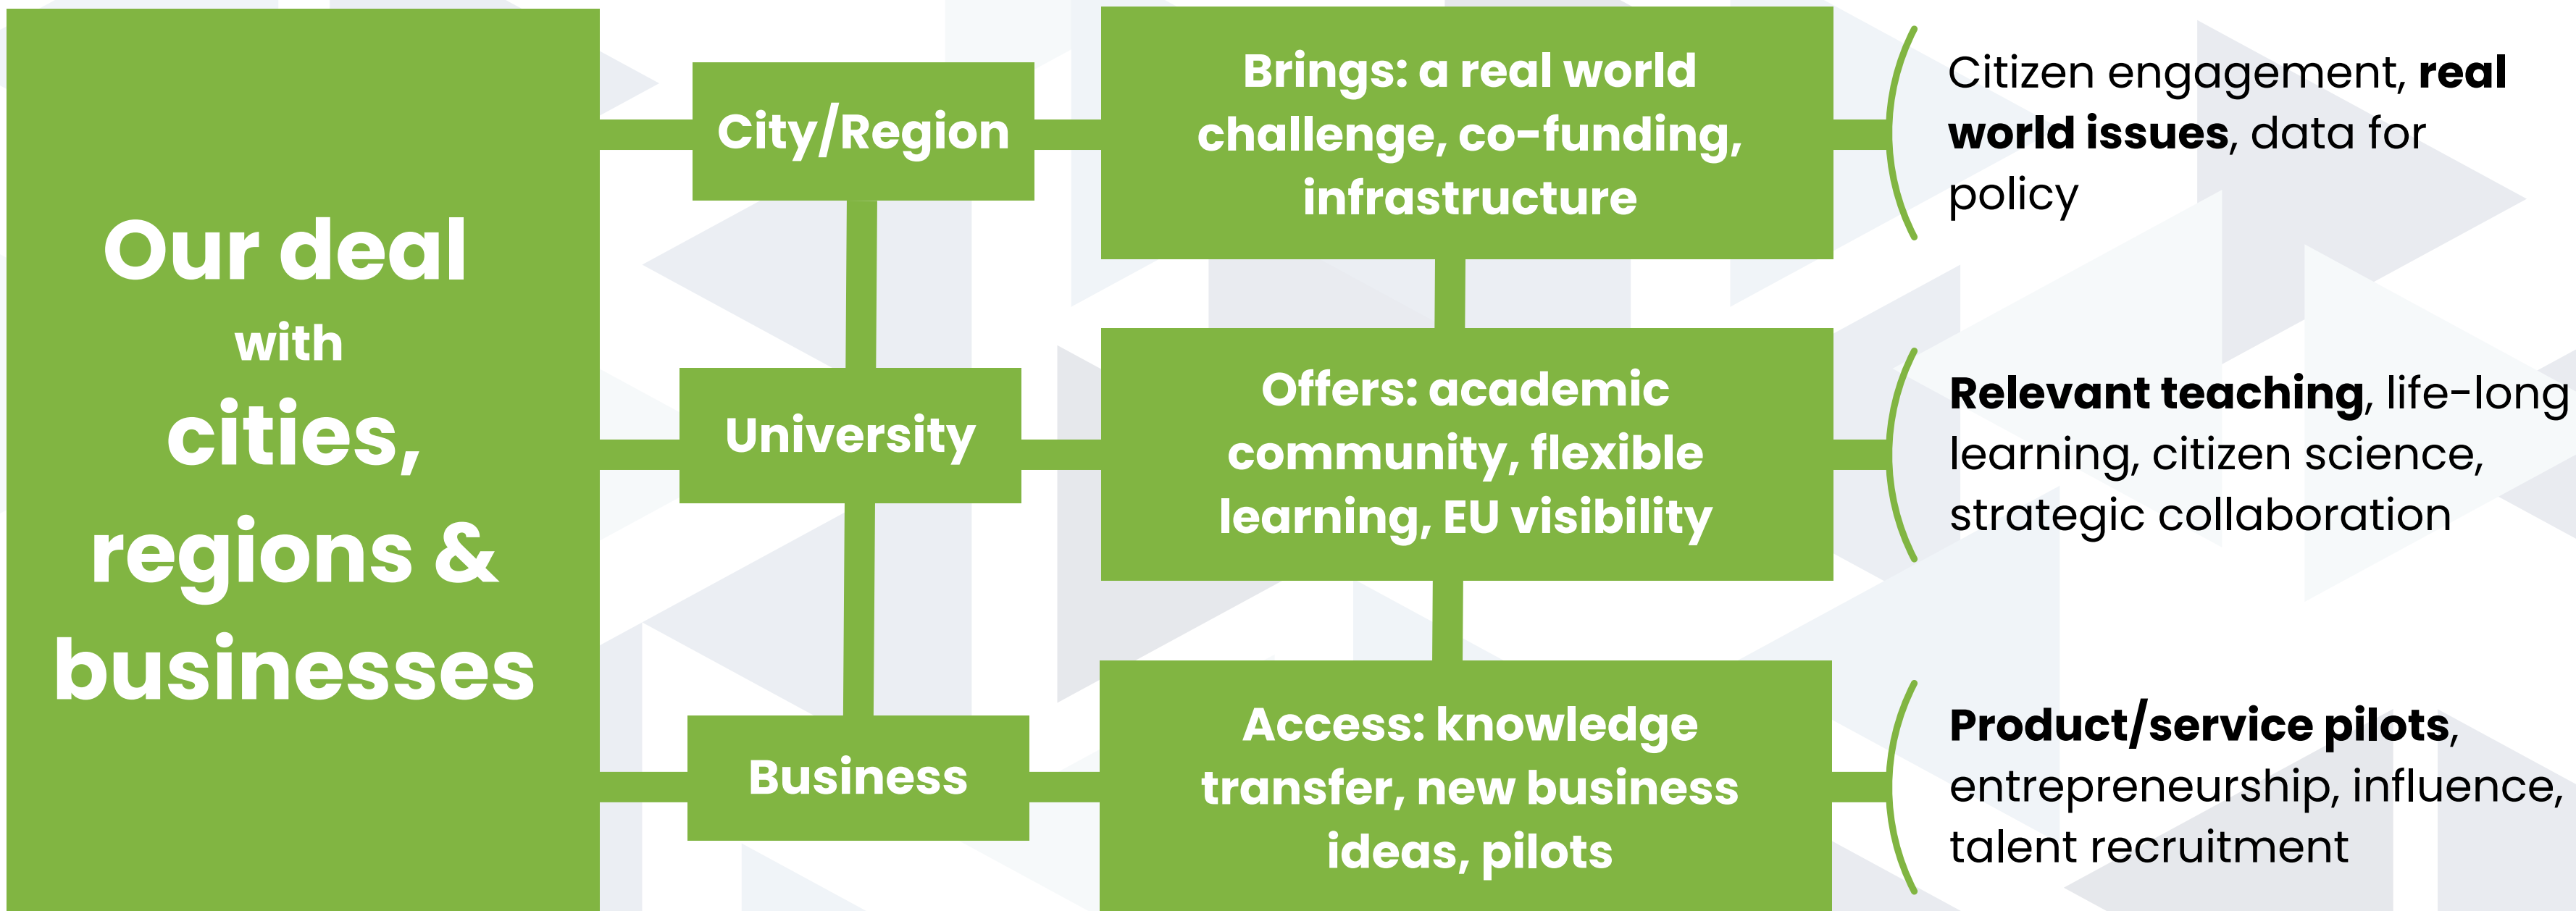 Our deal
with
cities,
regions &
businesses
City/Region
Brings: a real world
challenge, co-funding,
infrastructure
Citizen engagement, real
world issues, data for
policy
University
Offers: academic
community, flexible
learning, EU visibility
Relevant teaching, life-long
learning, citizen science,
strategic collaboration
Business
Access: knowledge
transfer, new business
ideas, pilots
Product/service pilots,
entrepreneurship, influence,
talent recruitment